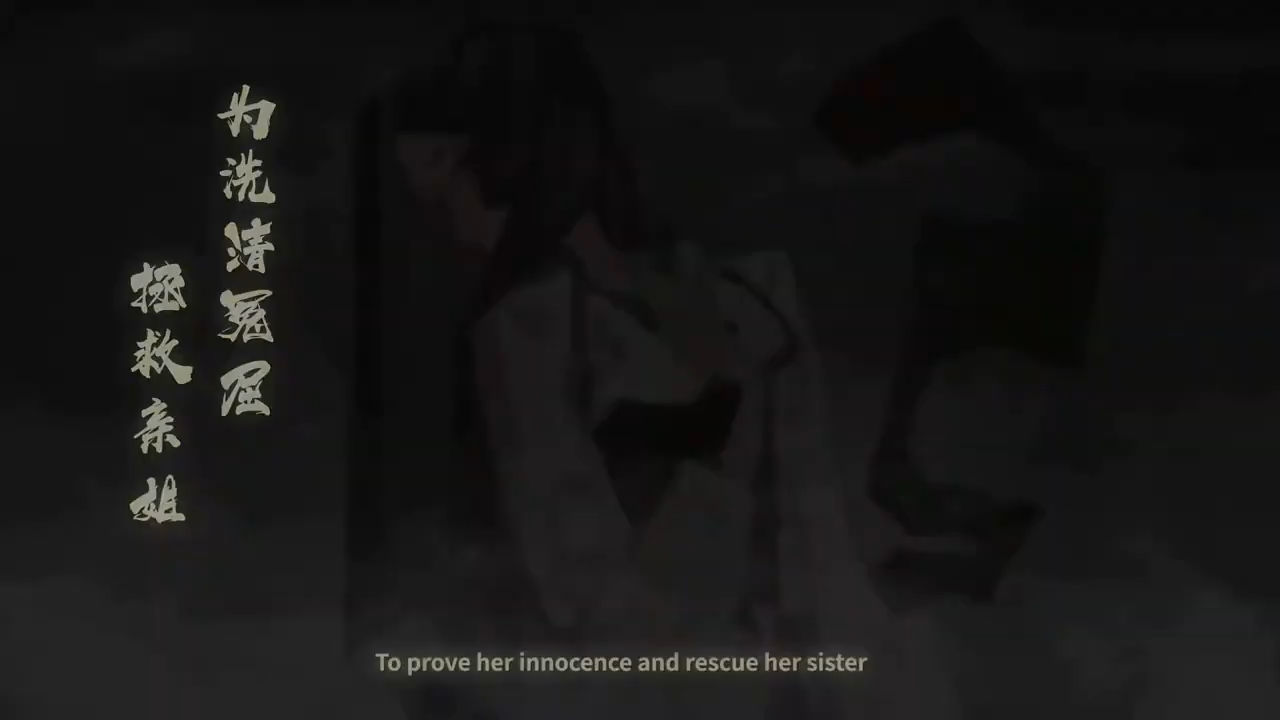 为洗清冤屈
拯救亲姐
To prove her innocence and rescue her sister